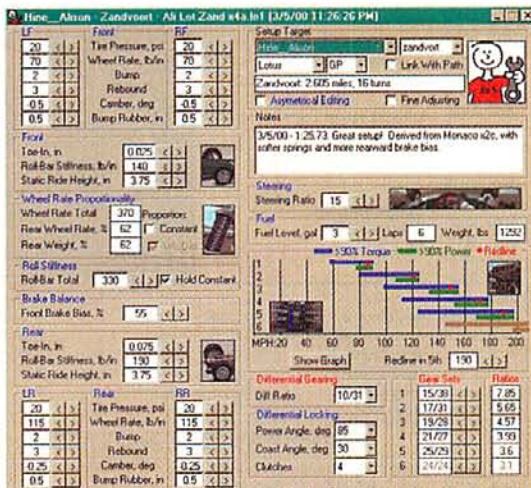 Hine__Alison - Zandvoort - Ali Lot Zand x4a.lo1 [3/5/00 11:26:26 PM]
LF Front RF
20 Tire Pressure, psi 20
70 Wheel Rate, lb/in 70
2 Bump 2
3 Rebound 3
-0.5 Camber, deg -0.5
0.5 Bump Rubber, in 0.5
Front
Toe-In, in 0.025
Roll-Bar Stiffness, lb/in 140
Static Ride Height, in 3.75
Wheel Rate Proportionality
Wheel Rate Total 370 Proportion:
Rear Wheel Rate, % 62 Constant
Rear Weight, % 62
Roll Stiffness
Roll-Bar Total 330 Hold Constant
Brake Balance
Front Brake Bias, % 55
Rear
Toe-In, in 0.075
Roll-Bar Stiffness, lb/in 190
Static Ride Height, in 3.75
LR Rear RR
20 Tire Pressure, psi 20
115 Wheel Rate, lb/in 115
2 Bump 2
3 Rebound 3
-0.25 Camber, deg -0.25
0.5 Bump Rubber, in 0.5
Setup Target
Hine__Alison zandvort
Lotus GP Link With Path
Zandvoort: 2.605 miles, 16 turns
Asymetrical Editing Fine Adjusting
Notes
3/5/00 - 1:25.73. Great setup! Derived from Monaco x2c, with
softer springs and more rearward brake bias.
Steering
Steering Ratio 15
Fuel
Fuel Level, gal 3 Laps 6 Weight, lbs 1292
>90% Torque >90% Power Redline
1
2
3
4
5
6
MPH:20 40 60 80 100 120 140 160 180 200
Show Graph Redline in 5th 190
Differential Gearing
Diff Ratio 10/31
Differential Locking
Power Angle, deg 85
Coast Angle, deg 30
Clutches 4
Gear Sets Ratios
1 15/38 7.85
2 17/31 5.65
3 19/28 4.57
4 21/27 3.99
5 25/29 3.6
6 24/24 3.1